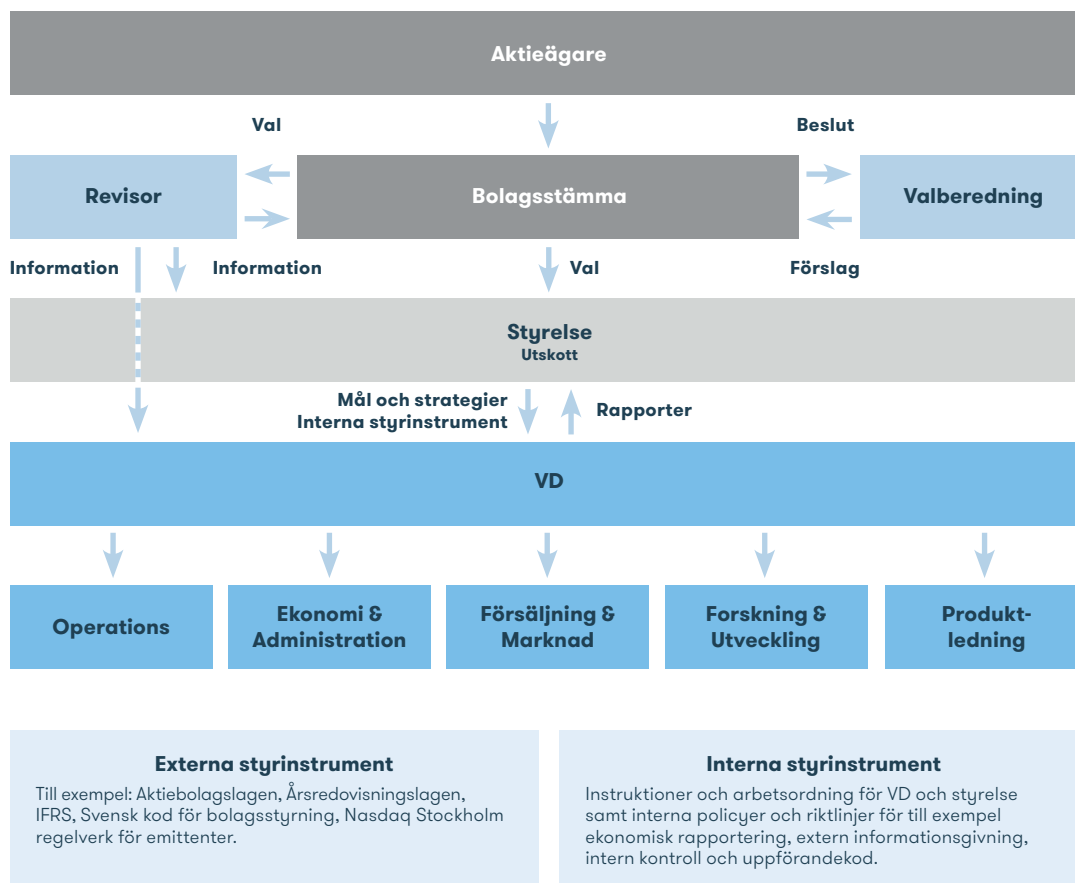 Aktieägare
Val
Beslut
Revisor
Bolagsstämma
Valberedning
Information
Information
Val
Förslag
Styrelse
Utskott
Mål och strategier
Interna styrinstrument
Rapporter
VD
Operations
Ekonomi &
Administration
Försäljning &
Marknad
Forskning &
Utveckling
Produkt-
ledning
Externa styrinstrument
Till exempel: Aktiebolagslagen, Årsredovisningslagen,
IFRS, Svensk kod för bolagsstyrning, Nasdaq Stockholm
regelverk för emittenter.
Interna styrinstrument
Instruktioner och arbetsordning för VD och styrelse
samt interna policyer och riktlinjer för till exempel
ekonomisk rapportering, extern informationsgivning,
intern kontroll och uppförandekod.